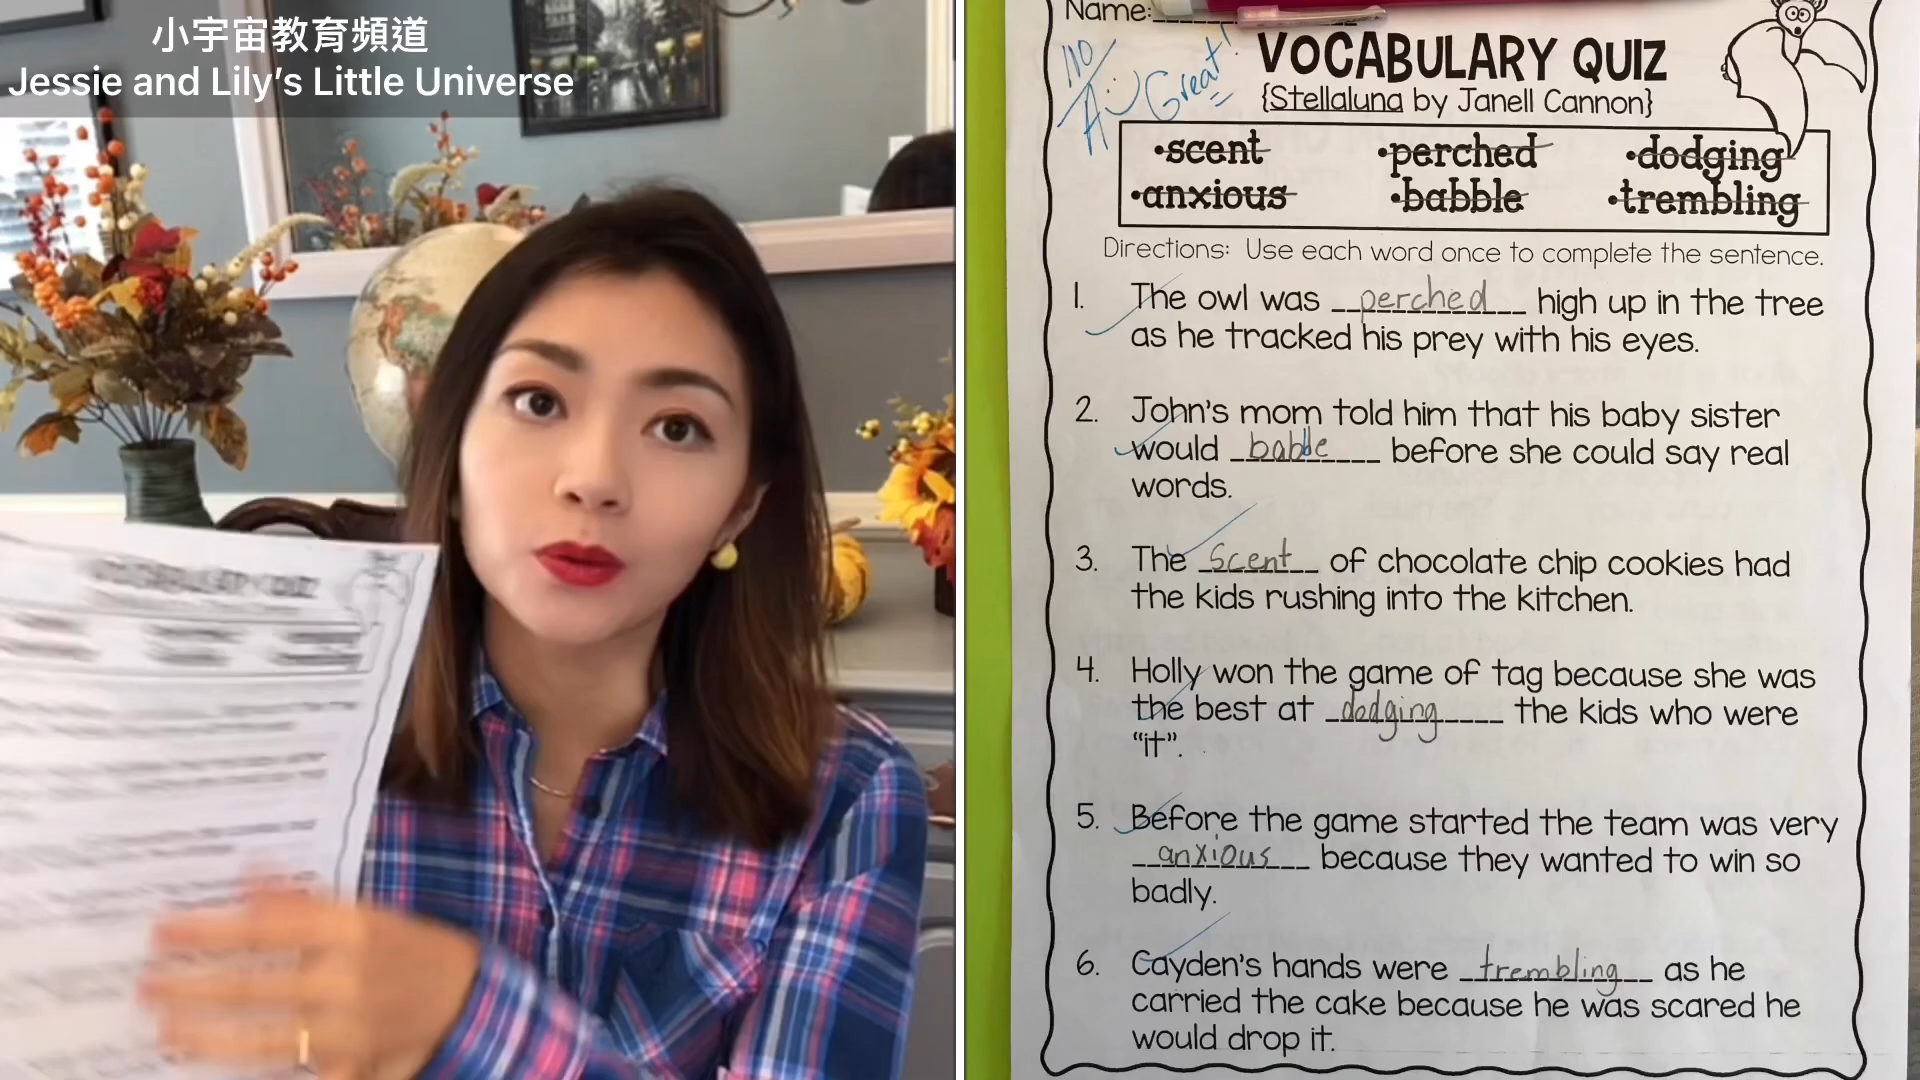 小宇宙教育頻道
Jessie and Lily's Little Universe
Name:
110
A
Great!
VOCABULARY QUIZ
{Stellaluna by Janell Cannon}
•scent •perched •dodging
•anxious •babble •trembling
Directions: Use each word once to complete the sentence.
1. The owl was perched high up in the tree
as he tracked his prey with his eyes.
2. John's mom told him that his baby sister
would babble before she could say real
words.
3. The scent of chocolate chip cookies had
the kids rushing into the kitchen.
4. Holly won the game of tag because she was
the best at dodging the kids who were
"it".
5. Before the game started the team was very
anxious because they wanted to win so
badly.
6. Cayden's hands were trembling as he
carried the cake because he was scared he
would drop it.